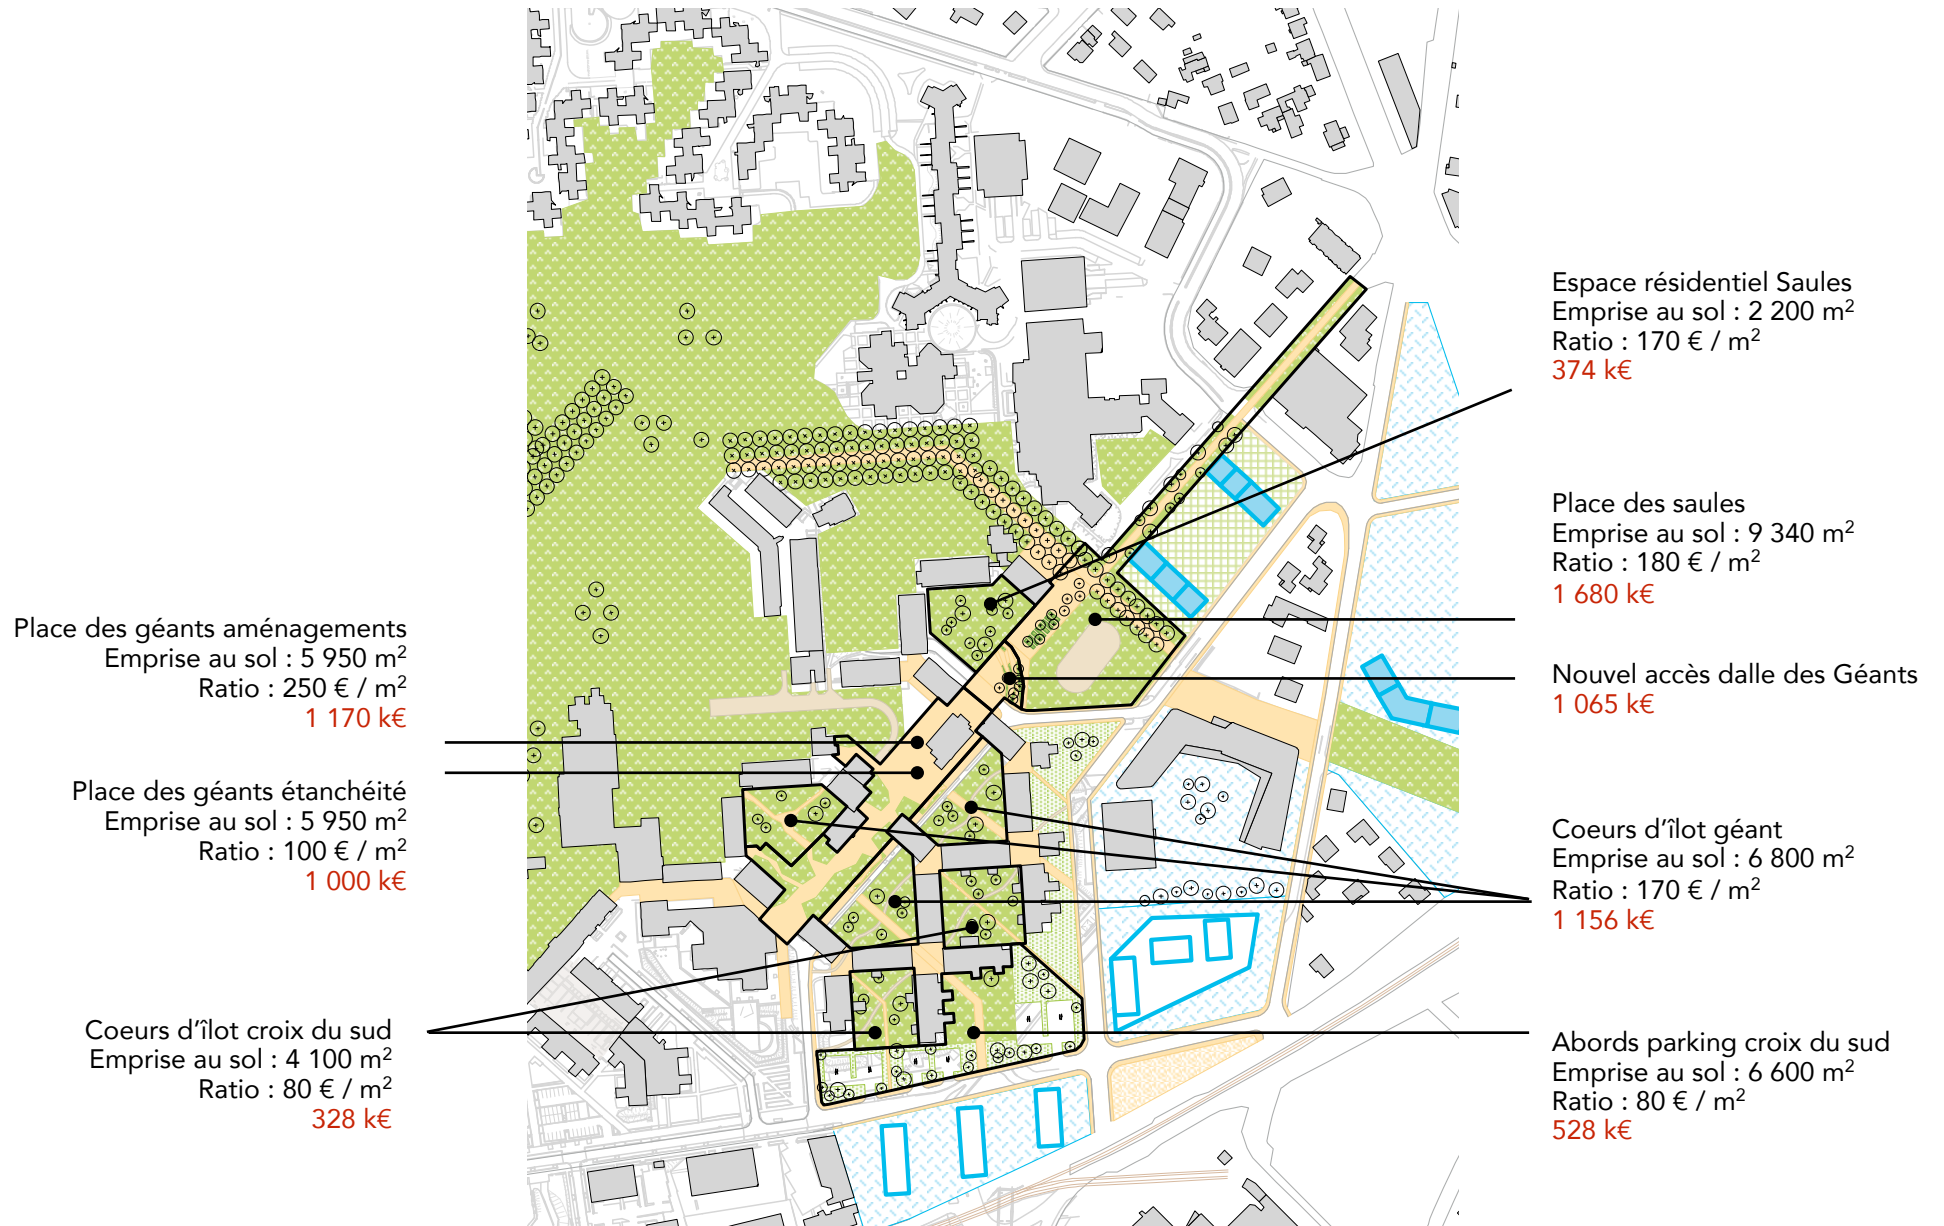 Place des géants aménagements
Emprise au sol : 5 950 m²
Ratio : 250 € / m²
1 170 k€
Place des géants étanchéité
Emprise au sol : 5 950 m²
Ratio : 100 € / m²
1 000 k€
Coeurs d’îlot croix du sud
Emprise au sol : 4 100 m²
Ratio : 80 € / m²
328 k€
Espace résidentiel Saules
Emprise au sol : 2 200 m²
Ratio : 170 € / m²
374 k€
Place des saules
Emprise au sol : 9 340 m²
Ratio : 180 € / m²
1 680 k€
Nouvel accès dalle des Géants
1 065 k€
Coeurs d’îlot géant
Emprise au sol : 6 800 m²
Ratio : 170 € / m²
1 156 k€
Abords parking croix du sud
Emprise au sol : 6 600 m²
Ratio : 80 € / m²
528 k€